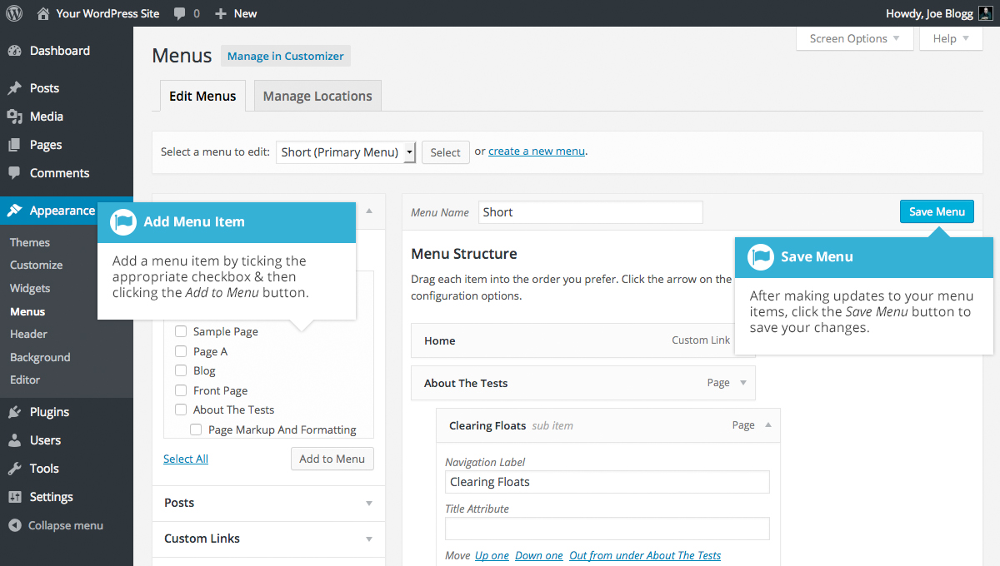 Your WordPress Site 0 New Howdy, Joe Blogg
Dashboard
Posts
Media
Pages
Comments
Appearance
Themes
Customize
Widgets
Menus
Header
Background
Editor
Plugins
Users
Tools
Settings
Collapse menu
Screen Options Help
Menus Manage in Customizer
Edit Menus Manage Locations
Select a menu to edit: Short (Primary Menu) Select or create a new menu.
Add Menu Item
Add a menu item by ticking the
appropriate checkbox & then
clicking the Add to Menu button.
Sample Page
Page A
Blog
Front Page
About The Tests
Page Markup And Formatting
Select All Add to Menu
Posts
Custom Links
Menu Name Short Save Menu
Menu Structure
Drag each item into the order you prefer. Click the arrow on the
configuration options.
Save Menu
After making updates to your menu
items, click the Save Menu button to
save your changes.
Home Custom Link
About The Tests Page
Clearing Floats sub item Page
Navigation Label
Clearing Floats
Title Attribute
Move Up one Down one Out from under About The Tests